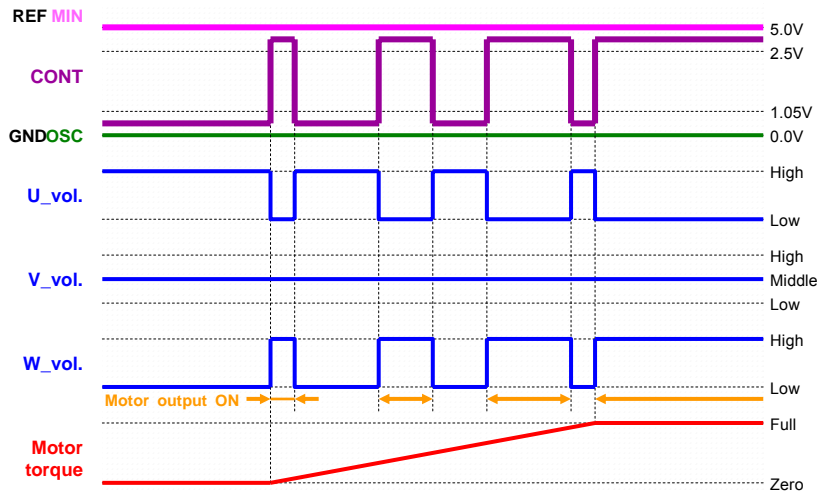 REF MIN
5.0V
2.5V
CONT
1.05V
GNDOSC
0.0V
High
U_vol.
Low
High
V_vol.
Middle
Low
High
W_vol.
Low
Motor output ON
Full
Motor
torque
Zero